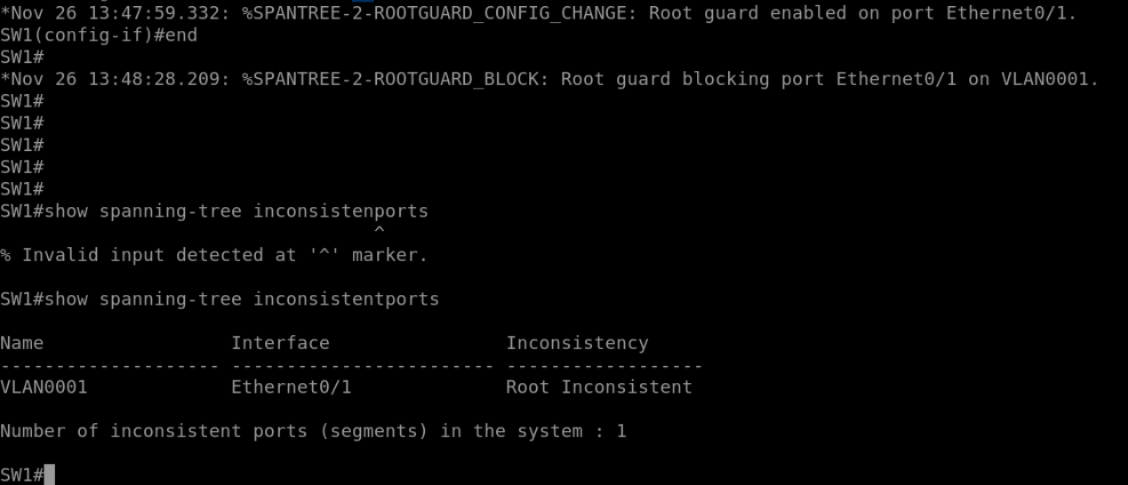 *Nov 26 13:47:59.332: %SPANTREE-2-ROOTGUARD_CONFIG_CHANGE: Root guard enabled on port Ethernet0/1.
SW1(config-if)#end
SW1#
*Nov 26 13:48:28.209: %SPANTREE-2-ROOTGUARD_BLOCK: Root guard blocking port Ethernet0/1 on VLAN0001.
SW1#
SW1#
SW1#
SW1#
SW1#
SW1#show spanning-tree inconsistenports
                                  ^
% Invalid input detected at '^' marker.

SW1#show spanning-tree inconsistentports

Name                 Interface                Inconsistency
-------------------- ------------------------ ------------------
VLAN0001             Ethernet0/1              Root Inconsistent

Number of inconsistent ports (segments) in the system : 1

SW1#